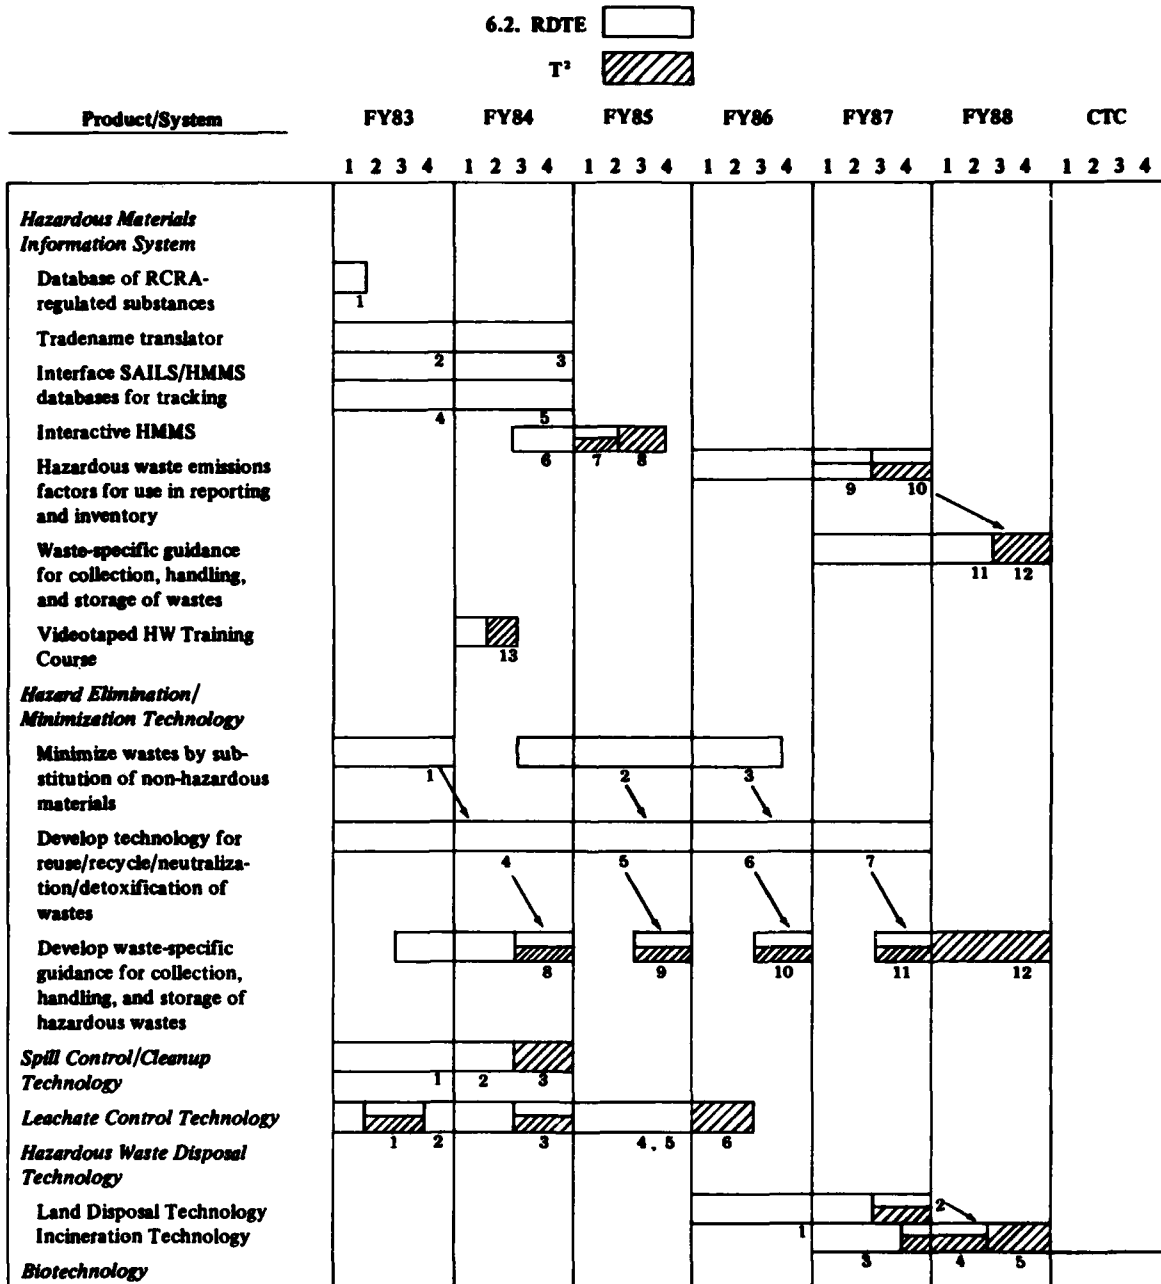 6.2. RDTE
T²
Product/System FY83 FY84 FY85 FY86 FY87 FY88 CTC
1 2 3 4 1 2 3 4 1 2 3 4 1 2 3 4 1 2 3 4 1 2 3 4 1 2 3 4
Hazardous Materials
Information System
Database of RCRA-
regulated substances
1
Tradename translator
2 3
Interface SAILS/HMMS
databases for tracking
4 5
Interactive HMMS
6 7 8
Hazardous waste emissions
factors for use in reporting
and inventory
9 10
Waste-specific guidance
for collection, handling,
and storage of wastes
11 12
Videotaped HW Training
Course
13
Hazard Elimination/
Minimization Technology
Minimize wastes by sub-
stitution of non-hazardous
materials
1 2 3
Develop technology for
reuse/recycle/neutraliza-
tion/detoxification of
wastes
4 5 6 7
Develop waste-specific
guidance for collection,
handling, and storage of
hazardous wastes
8 9 10 11 12
Spill Control/Cleanup
Technology
1 2 3
Leachate Control Technology
1 2 3 4, 5 6
Hazardous Waste Disposal
Technology
Land Disposal Technology
1 2
Incineration Technology
3 4 5
Biotechnology